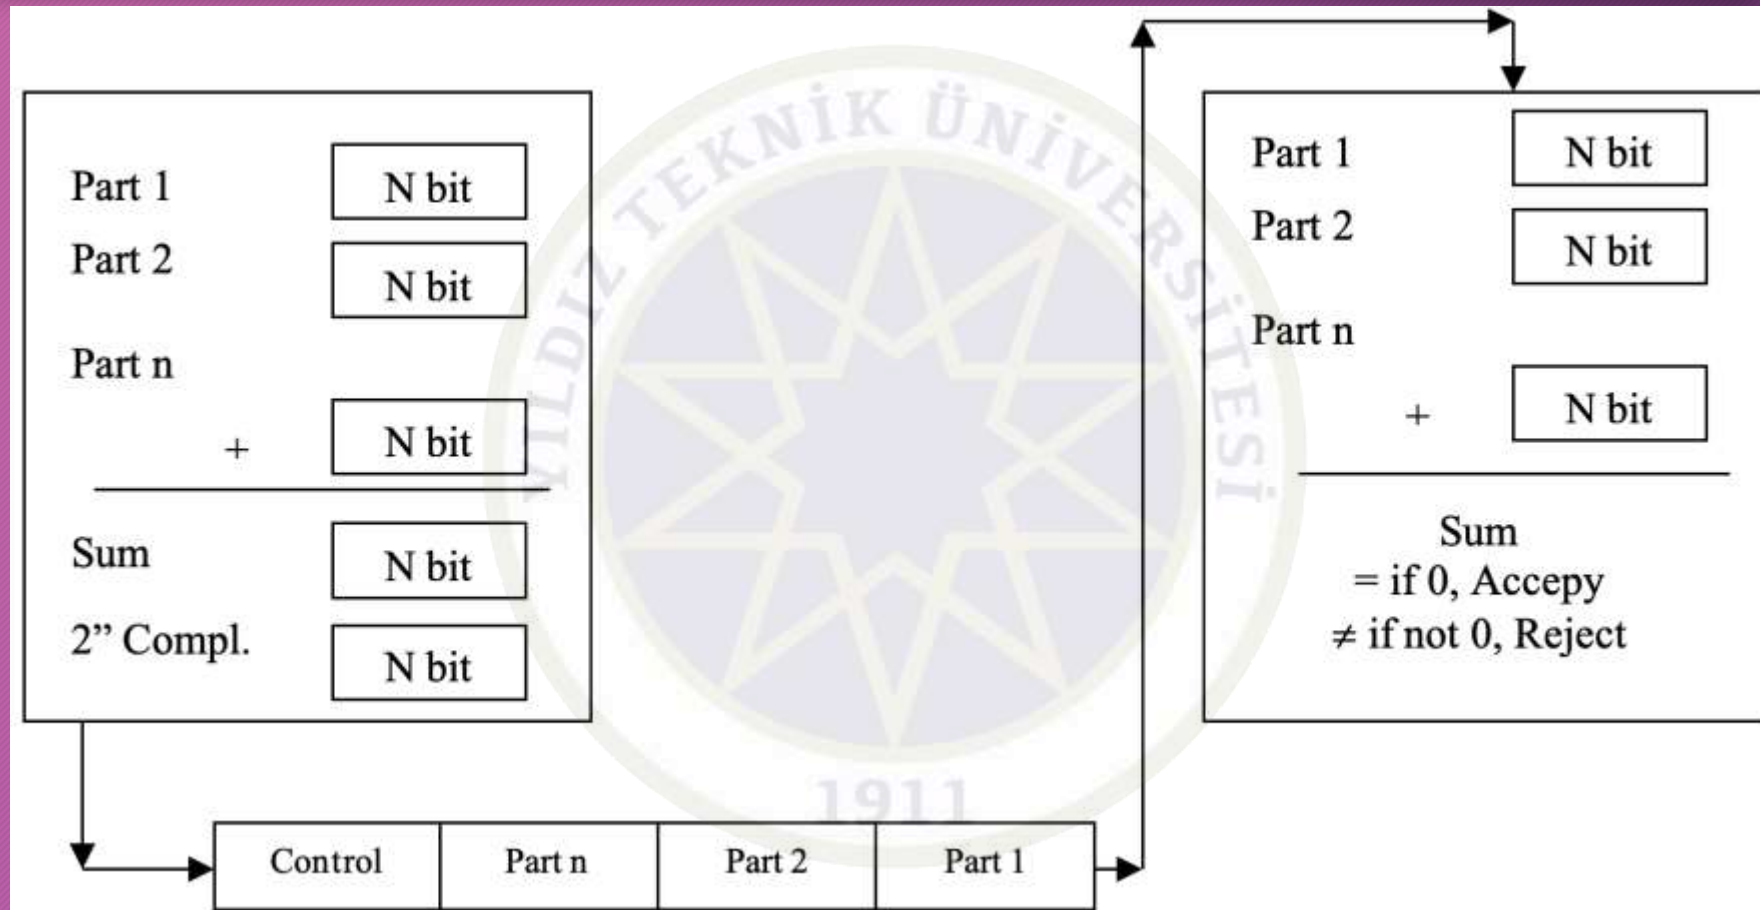 Part 1 N bit
Part 2 N bit
Part n
+ N bit
Sum N bit
2” Compl. N bit
Control Part n Part 2 Part 1
Part 1 N bit
Part 2 N bit
Part n
+ N bit
Sum
= if 0, Accepy
≠ if not 0, Reject
YILDIZ TEKNİK ÜNİVERSİTESİ
1911